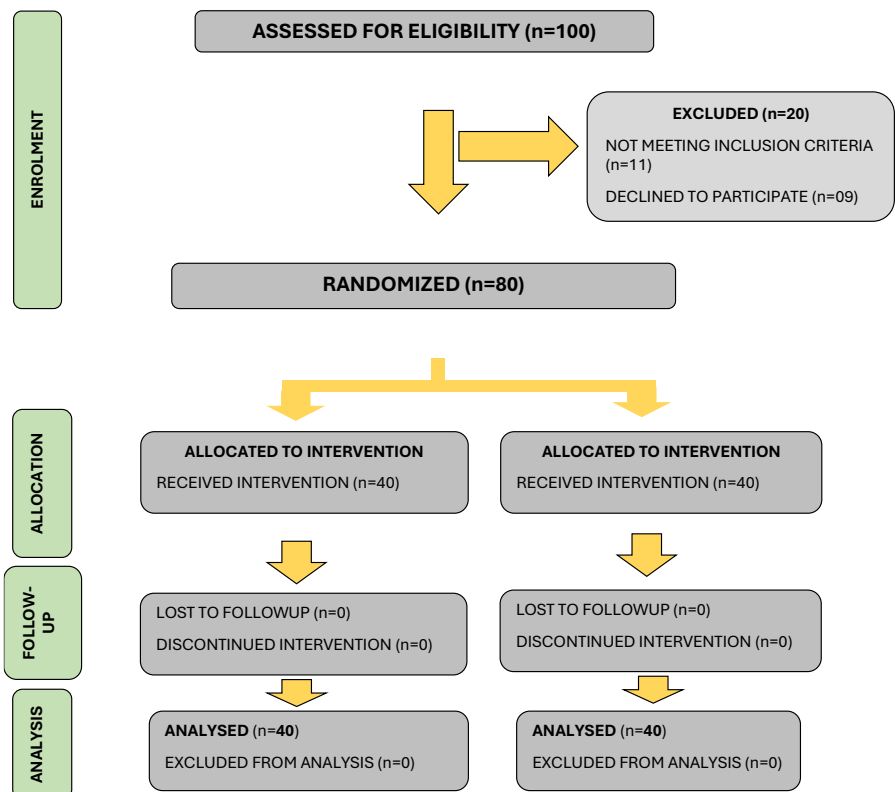 ENROLMENT
ASSESSED FOR ELIGIBILITY (n=100)
EXCLUDED (n=20)
NOT MEETING INCLUSION CRITERIA
(n=11)
DECLINED TO PARTICIPATE (n=09)
RANDOMIZED (n=80)
ALLOCATION
ALLOCATED TO INTERVENTION
RECEIVED INTERVENTION (n=40)
ALLOCATED TO INTERVENTION
RECEIVED INTERVENTION (n=40)
FOLLOW-
UP
LOST TO FOLLOWUP (n=0)
DISCONTINUED INTERVENTION (n=0)
LOST TO FOLLOWUP (n=0)
DISCONTINUED INTERVENTION (n=0)
ANALYSIS
ANALYSED (n=40)
EXCLUDED FROM ANALYSIS (n=0)
ANALYSED (n=40)
EXCLUDED FROM ANALYSIS (n=0)